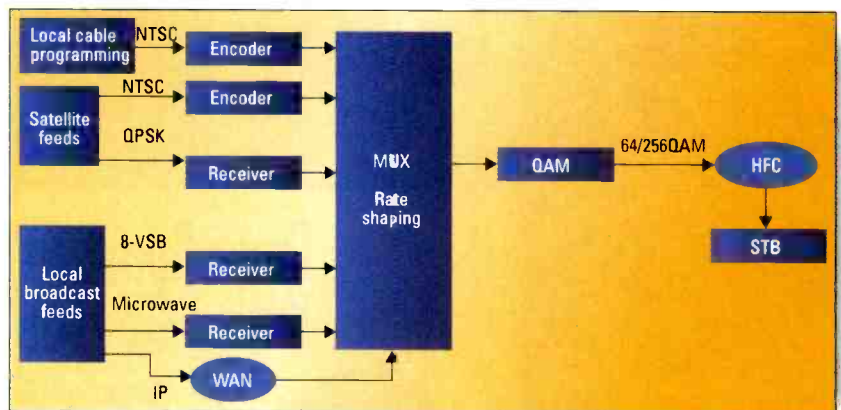 Local cable
programming
NTSC
Encoder
NTSC
Encoder
Satellite
feeds
QPSK
Receiver
MUX
Rate
shaping
QAM
64/256QAM
HFC
STB
8-VSB
Receiver
Local
broadcast
feeds
Microwave
Receiver
IP
WAN